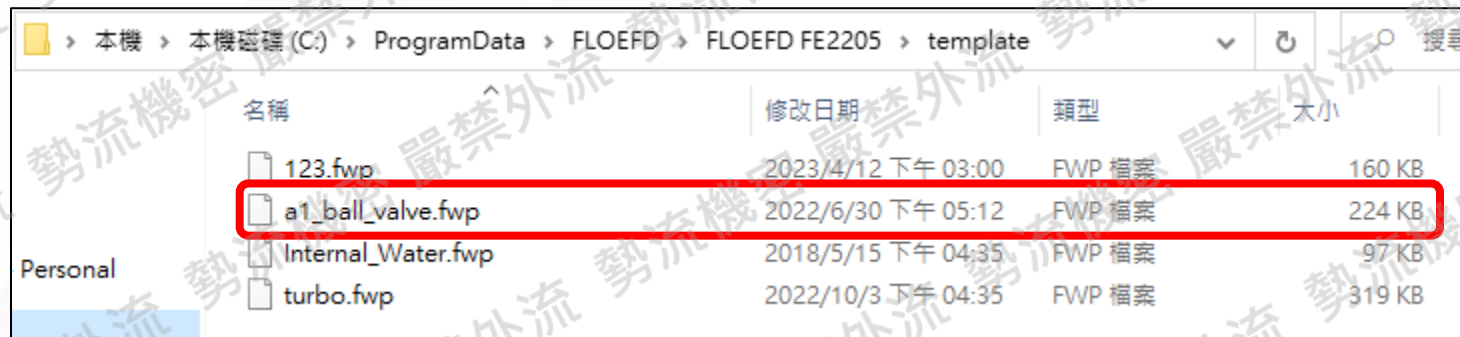 本機 › 本機磁碟 (C:) › ProgramData › FLOEFD › FLOEFD FE2205 › template
搜尋
名稱 修改日期 類型 大小
123.fwp 2023/4/12 下午 03:00 FWP 檔案 160 KB
a1_ball_valve.fwp 2022/6/30 下午 05:12 FWP 檔案 224 KB
Internal_Water.fwp 2018/5/15 下午 04:35 FWP 檔案 97 KB
Personal
turbo.fwp 2022/10/3 下午 04:35 FWP 檔案 319 KB
勢流機密 嚴禁外流